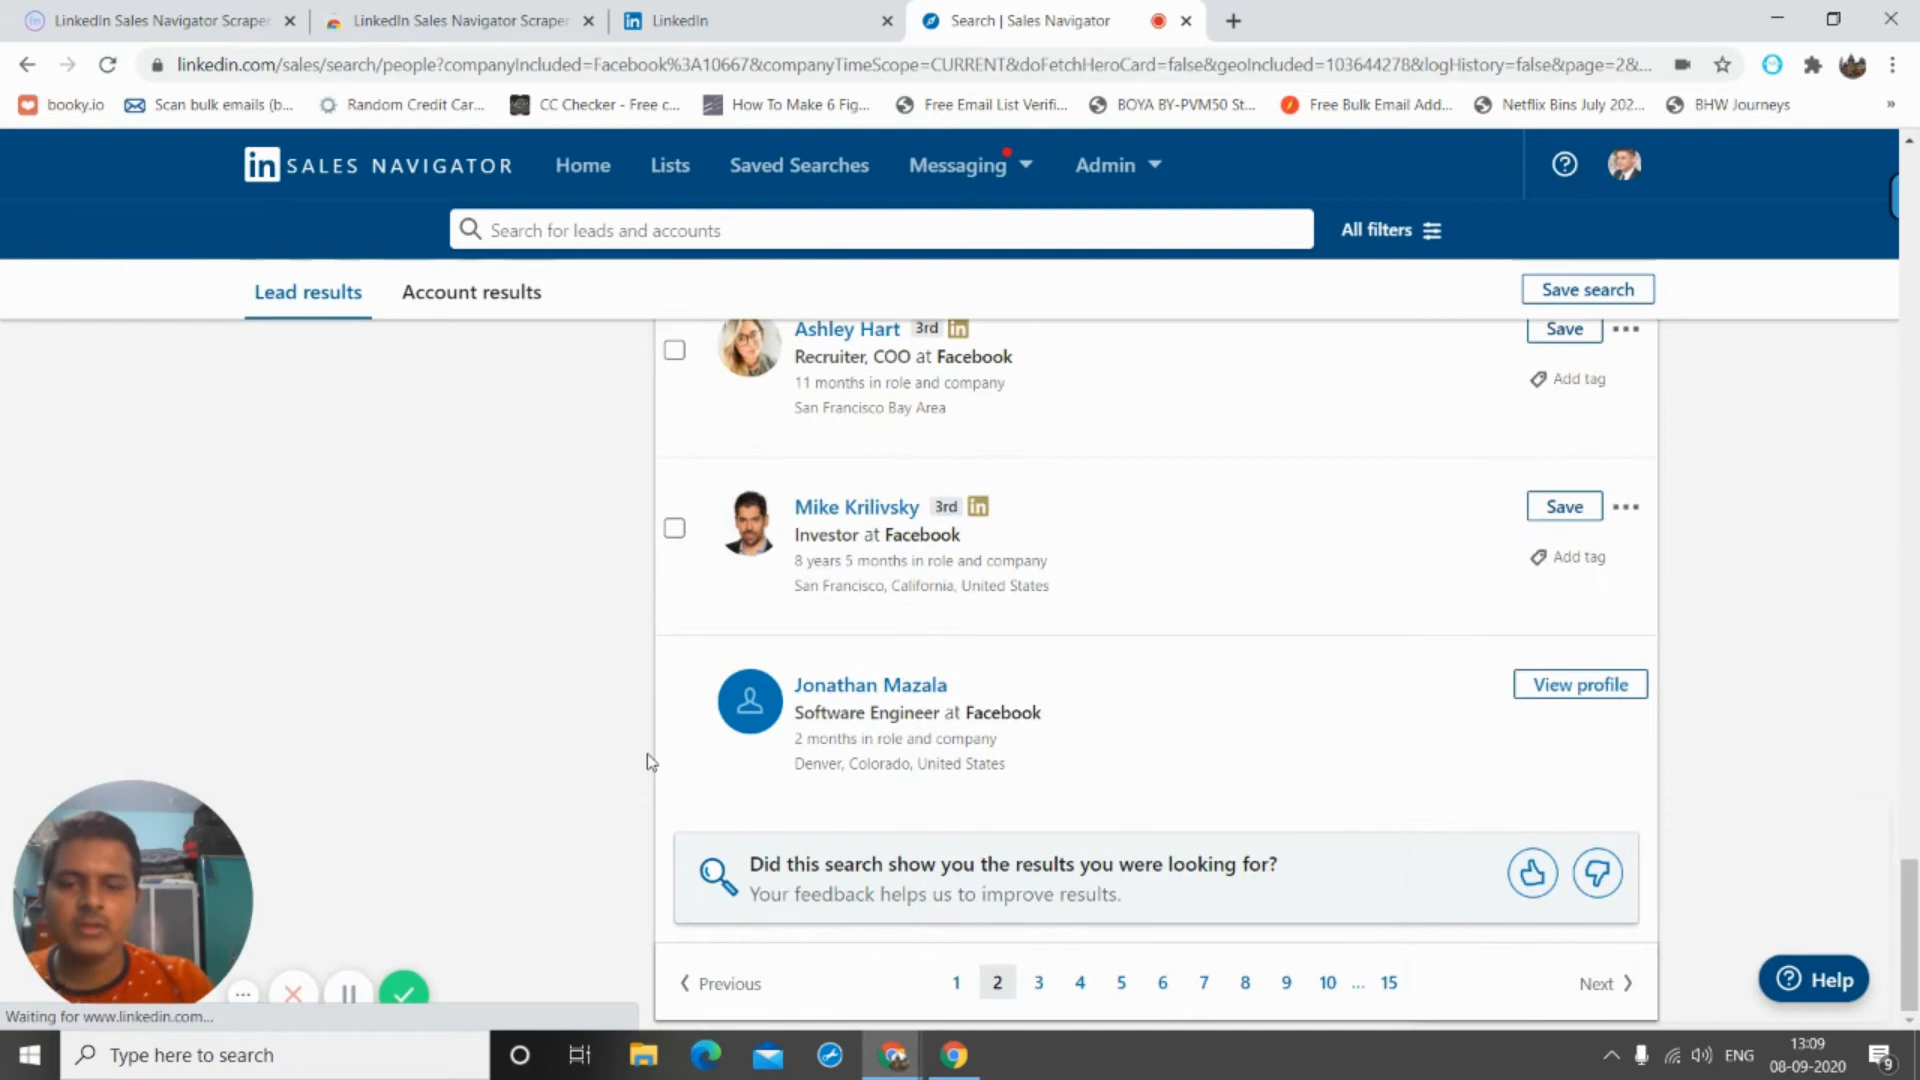 LinkedIn Sales Navigator Scraper
LinkedIn Sales Navigator Scraper
LinkedIn
Search | Sales Navigator
linkedin.com/sales/search/people?companyIncluded=Facebook%3A10667&companyTimeScope=CURRENT&doFetchHeroCard=false&geoIncluded=103644278&logHistory=false&page=2&...
booky.io
Scan bulk emails (b...
Random Credit Car...
CC Checker - Free c...
How To Make 6 Fig...
Free Email List Verifi...
BOYA BY-PVM50 St...
Free Bulk Email Add...
Netflix Bins July 202...
BHW Journeys
»
in SALES NAVIGATOR
Home
Lists
Saved Searches
Messaging
Admin
Search for leads and accounts
All filters
Lead results
Account results
Save search
Ashley Hart 3rd in
Save
Recruiter, COO at Facebook
11 months in role and company
Add tag
San Francisco Bay Area
Mike Krilivsky 3rd in
Save
Investor at Facebook
8 years 5 months in role and company
Add tag
San Francisco, California, United States
Jonathan Mazala
View profile
Software Engineer at Facebook
2 months in role and company
Denver, Colorado, United States
Did this search show you the results you were looking for?
Your feedback helps us to improve results.
Previous 1 2 3 4 5 6 7 8 9 10 ... 15 Next
Help
Waiting for www.linkedin.com...
Type here to search
ENG
13:09
08-09-2020
9